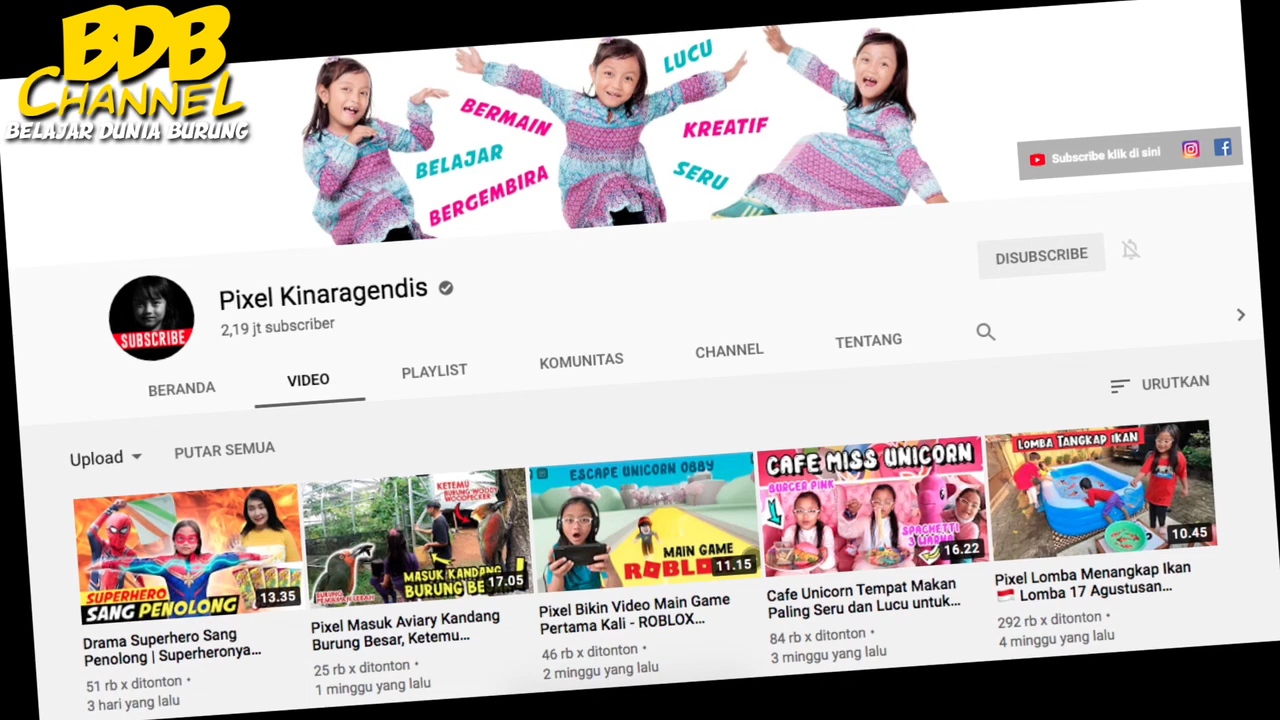 BDB
CHANNEL
BELAJAR DUNIA BURUNG
LUCU
BERMAIN
KREATIF
BELAJAR
SERU
BERGEMBIRA
Subscribe klik di sini
DISUBSCRIBE
Pixel Kinaragendis
2,19 jt subscriber
SUBSCRIBE
BERANDA
VIDEO
PLAYLIST
KOMUNITAS
CHANNEL
TENTANG
URUTKAN
Upload
PUTAR SEMUA
SUPERHERO
SANG PENOLONG
13.35
Drama Superhero Sang
Penolong | Superheronya...
51 rb x ditonton •
3 hari yang lalu
KETEMU
WOODPECKER
MASUK KANDANG
BURUNG BE
17.05
Pixel Masuk Aviary Kandang
Burung Besar, Ketemu...
25 rb x ditonton •
1 minggu yang lalu
ESCAPE UNICORN OBBY
MAIN GAME
ROBLO
11.15
Pixel Bikin Video Main Game
Pertama Kali - ROBLOX...
46 rb x ditonton •
2 minggu yang lalu
CAFE MISS UNICORN
BURGER PINK
SPAGHETTI
3 WARNA
16.22
Cafe Unicorn Tempat Makan
Paling Seru dan Lucu untuk...
84 rb x ditonton •
3 minggu yang lalu
LOMBA TANGKAP IKAN
10.45
Pixel Lomba Menangkap Ikan
🇮🇩 Lomba 17 Agustusan...
292 rb x ditonton •
4 minggu yang lalu